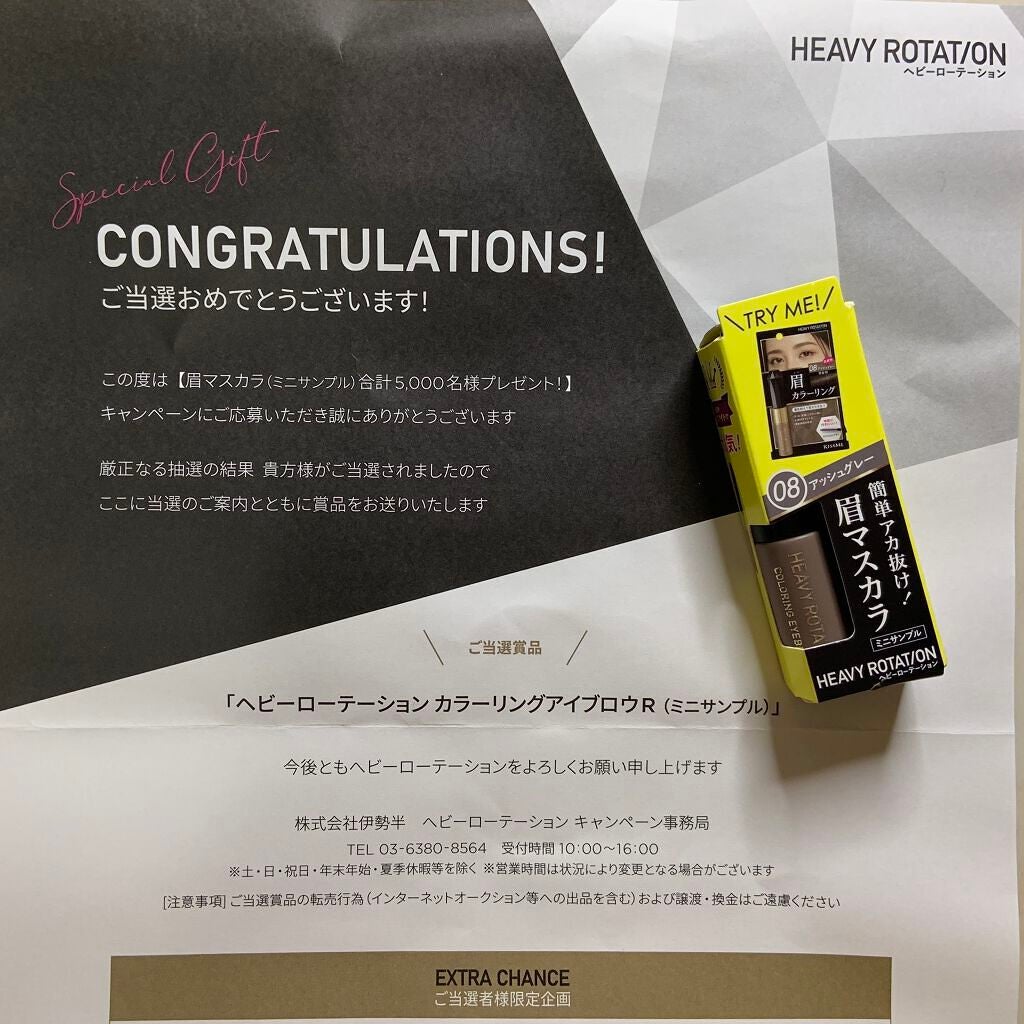 HEAVY ROTAT/ON
ヘビーローテーション
Special Gift
CONGRATULATIONS!
ご当選おめでとうございます!
この度は【眉マスカラ(ミニサンプル)合計5,000名様プレゼント!】
キャンペーンにご応募いただき誠にありがとうございます
厳正なる抽選の結果 貴方様がご当選されましたので
ここに当選のご案内とともに賞品をお送りいたします
\TRY ME!/
HEAVY ROTATION
08
眉
カラーリング
KISSME
気!
08 アッシュグレー
簡単アカ抜け!
眉マスカラ
ミニサンプル
HEAVY ROTA
COLORING EYEB
HEAVY ROTAT/ON
ヘビーローテーション
\ ご当選賞品 /
「ヘビーローテーション カラーリングアイブロウR(ミニサンプル)」
今後ともヘビーローテーションをよろしくお願い申し上げます
株式会社伊勢半 ヘビーローテーション キャンペーン事務局
TEL 03-6380-8564 受付時間 10:00〜16:00
※土・日・祝日・年末年始・夏季休暇等を除く ※営業時間は状況により変更となる場合がございます
[注意事項] ご当選賞品の転売行為(インターネットオークション等への出品を含む)および譲渡・換金はご遠慮ください
EXTRA CHANCE
ご当選者様限定企画